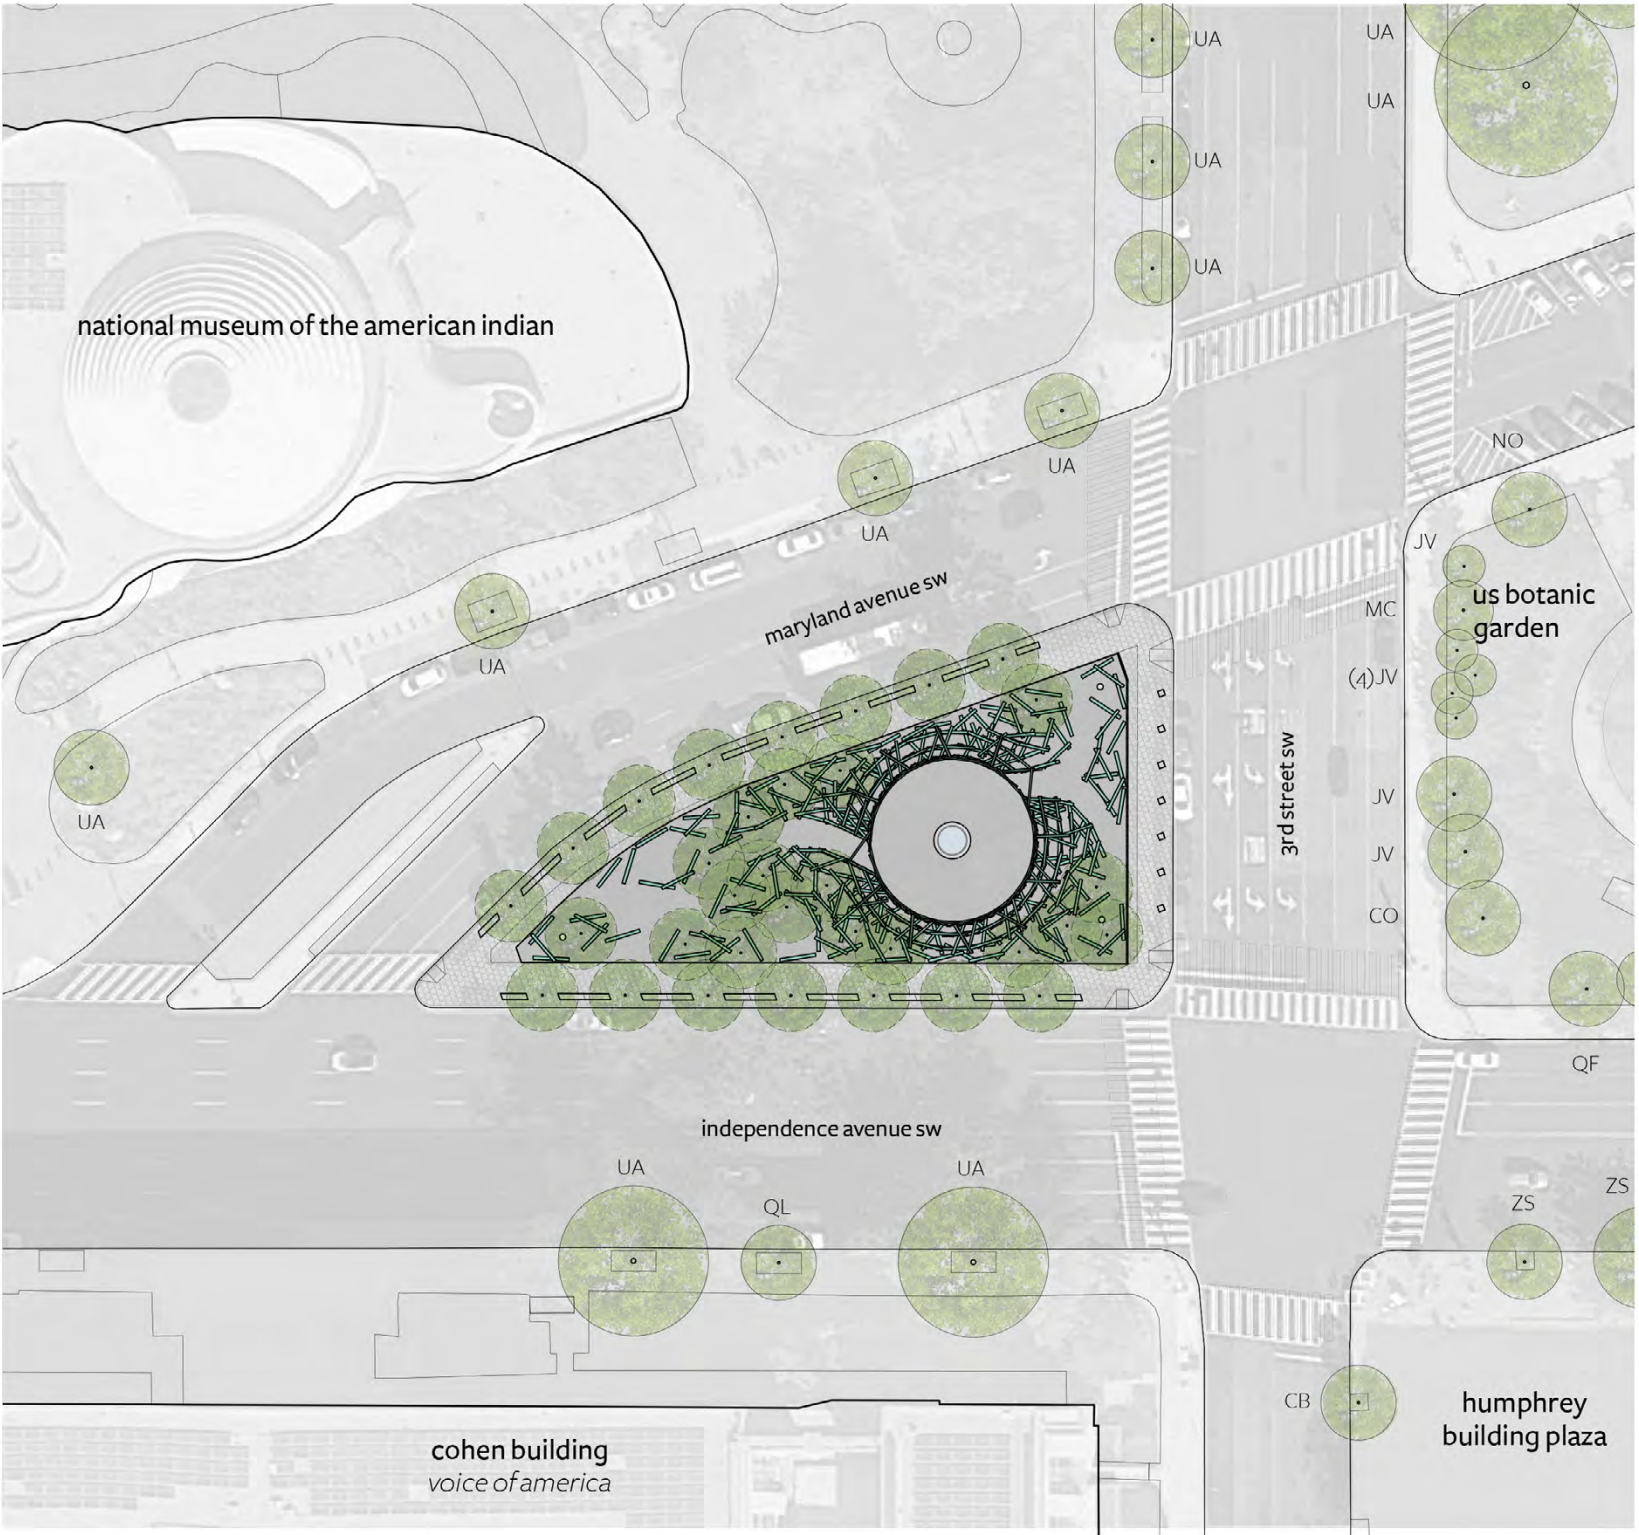 UA
UA
UA
UA
UA
national museum of the american indian
UA
NO
UA
JV
us botanic
garden
MC
maryland avenue sw
UA
(4)JV
3rd street sw
JV
UA
JV
CO
QF
independence avenue sw
UA
UA
QL
ZS
ZS
CB
humphrey
building plaza
cohen building
voice of america